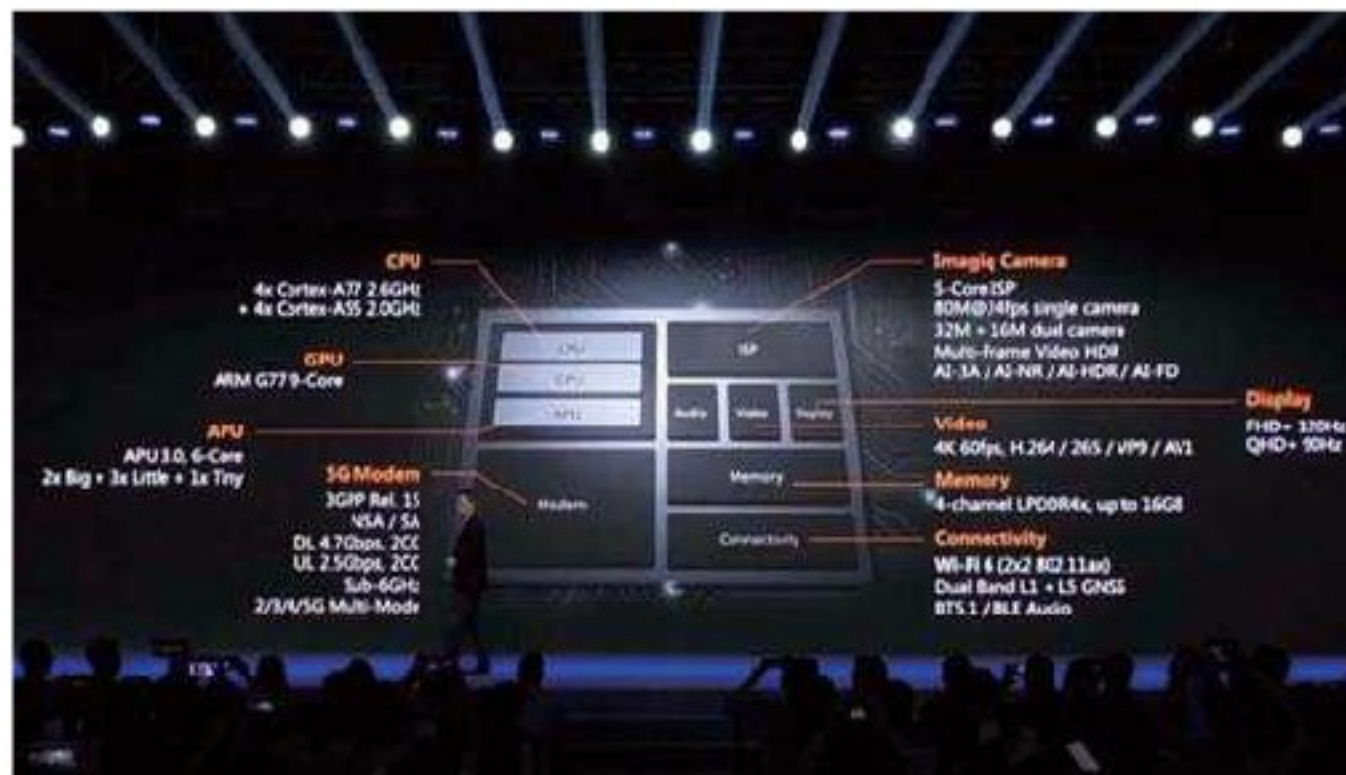 CPU
4x Cortex-A77 2.6GHz
+ 4x Cortex-A55 2.0GHz
GPU
ARM G77 9-Core
APU
APU 3.0, 6-Core
2x Big + 3x Little + 1x Tiny
5G Modem
3GPP Rel. 15
NSA / SA
DL 4.7Gbps, 2CC
UL 2.5Gbps, 2CC
Sub-6GHz
2/3/4/5G Multi-Mode
CPU
GPU
APU
Modem
ISP
Audio
Video
Display
Memory
Connectivity
Imagiq Camera
5-Core ISP
80M@24fps single camera
32M + 16M dual camera
Multi-frame Video HDR
AI-3A / AI-NR / AI-HDR / AI-FD
Display
FHD+ 120Hz
QHD+ 90Hz
Video
4K 60fps, H.264 / 265 / VP9 / AV1
Memory
4-channel LPDDR4x, up to 16GB
Connectivity
Wi-Fi 6 (2x2 802.11ax)
Dual Band L1 + L5 GNSS
BT5.1 / BLE Audio